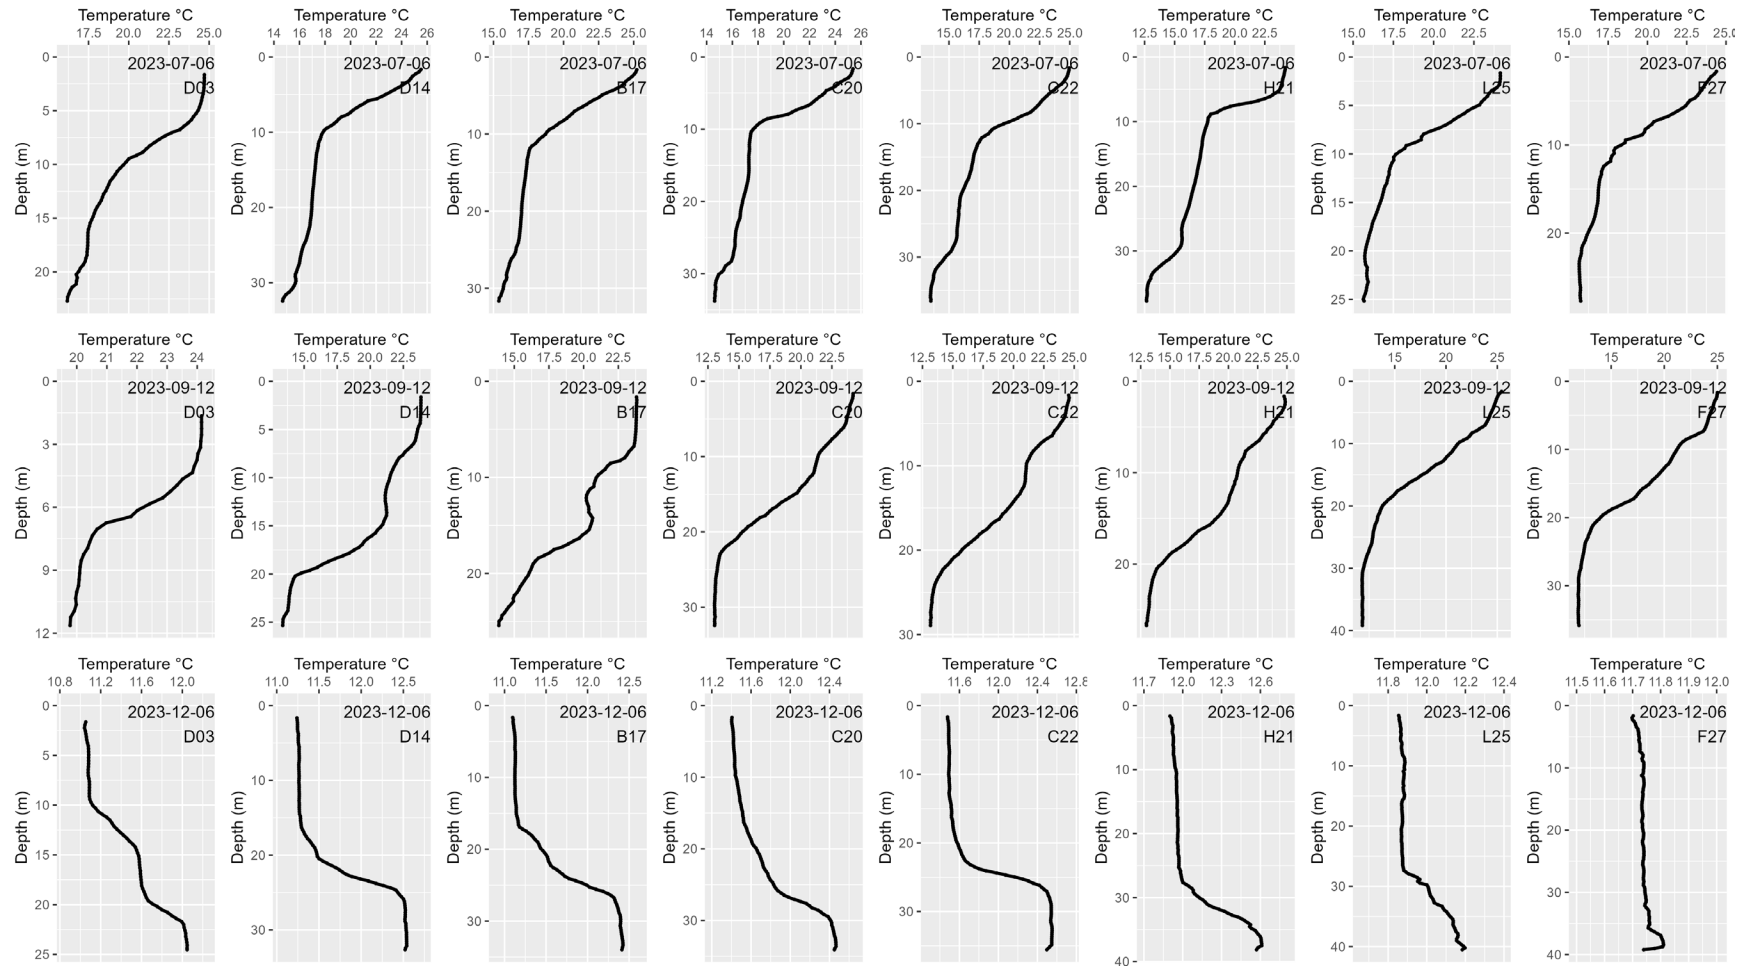 Temperature °C Temperature °C Temperature °C Temperature °C Temperature °C Temperature °C Temperature °C Temperature °C
17.5 20.0 22.5 25.0 14 16 18 20 22 24 26 15.0 17.5 20.0 22.5 25.0 14 16 18 20 22 24 26 15.0 17.5 20.0 22.5 25.0 12.5 15.0 17.5 20.0 22.5 15.0 17.5 20.0 22.5 15.0 17.5 20.0 22.5 25.0
2023-07-06 2023-07-06 2023-07-06 2023-07-06 2023-07-06 2023-07-06 2023-07-06 2023-07-06
D03 D14 B17 C20 C22 H21 L25 F27
Depth (m) Depth (m) Depth (m) Depth (m) Depth (m) Depth (m) Depth (m) Depth (m)
0 5 10 15 20
0 10 20 30
0 10 20 30
0 10 20 30
0 10 20 30
0 10 20 30
0 5 10 15 20 25
0 10 20
Temperature °C Temperature °C Temperature °C Temperature °C Temperature °C Temperature °C Temperature °C Temperature °C
20 21 22 23 24 15.0 17.5 20.0 22.5 15.0 17.5 20.0 22.5 12.5 15.0 17.5 20.0 22.5 12.5 15.0 17.5 20.0 22.5 25.0 12.5 15.0 17.5 20.0 22.5 25.0 15 20 25 15 20 25
2023-09-12 2023-09-12 2023-09-12 2023-09-12 2023-09-12 2023-09-12 2023-09-12 2023-09-12
D03 D14 B17 C20 C22 H21 L25 F27
Depth (m) Depth (m) Depth (m) Depth (m) Depth (m) Depth (m) Depth (m) Depth (m)
0 3 6 9 12
0 5 10 15 20 25
0 10 20
0 10 20 30
0 10 20 30
0 10 20
0 10 20 30 40
0 10 20 30
Temperature °C Temperature °C Temperature °C Temperature °C Temperature °C Temperature °C Temperature °C Temperature °C
10.8 11.2 11.6 12.0 11.0 11.5 12.0 12.5 11.0 11.5 12.0 12.5 11.2 11.6 12.0 12.4 11.6 12.0 12.4 12.8 11.7 12.0 12.3 12.6 11.8 12.0 12.2 12.4 11.5 11.6 11.7 11.8 11.9 12.0
2023-12-06 2023-12-06 2023-12-06 2023-12-06 2023-12-06 2023-12-06 2023-12-06 2023-12-06
D03 D14 B17 C20 C22 H21 L25 F27
Depth (m) Depth (m) Depth (m) Depth (m) Depth (m) Depth (m) Depth (m) Depth (m)
0 5 10 15 20 25
0 10 20 30
0 10 20 30
0 10 20 30
0 10 20 30
0 10 20 30 40
0 10 20 30 40
0 10 20 30 40